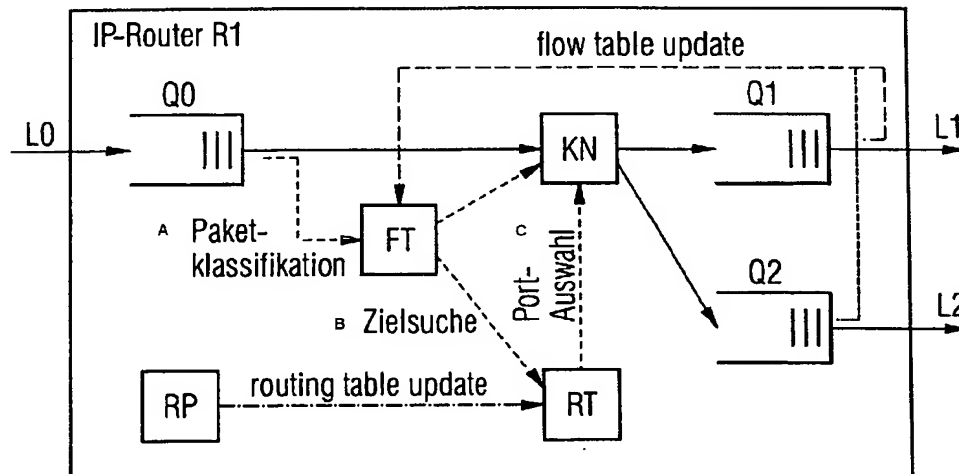 IP-Router R1
flow table update
Q0
Q1
L0
L1
KN
A Paket-
klassifikation
FT
C
Port-
Auswahl
Q2
B Zielsuche
L2
RP
routing table update
RT